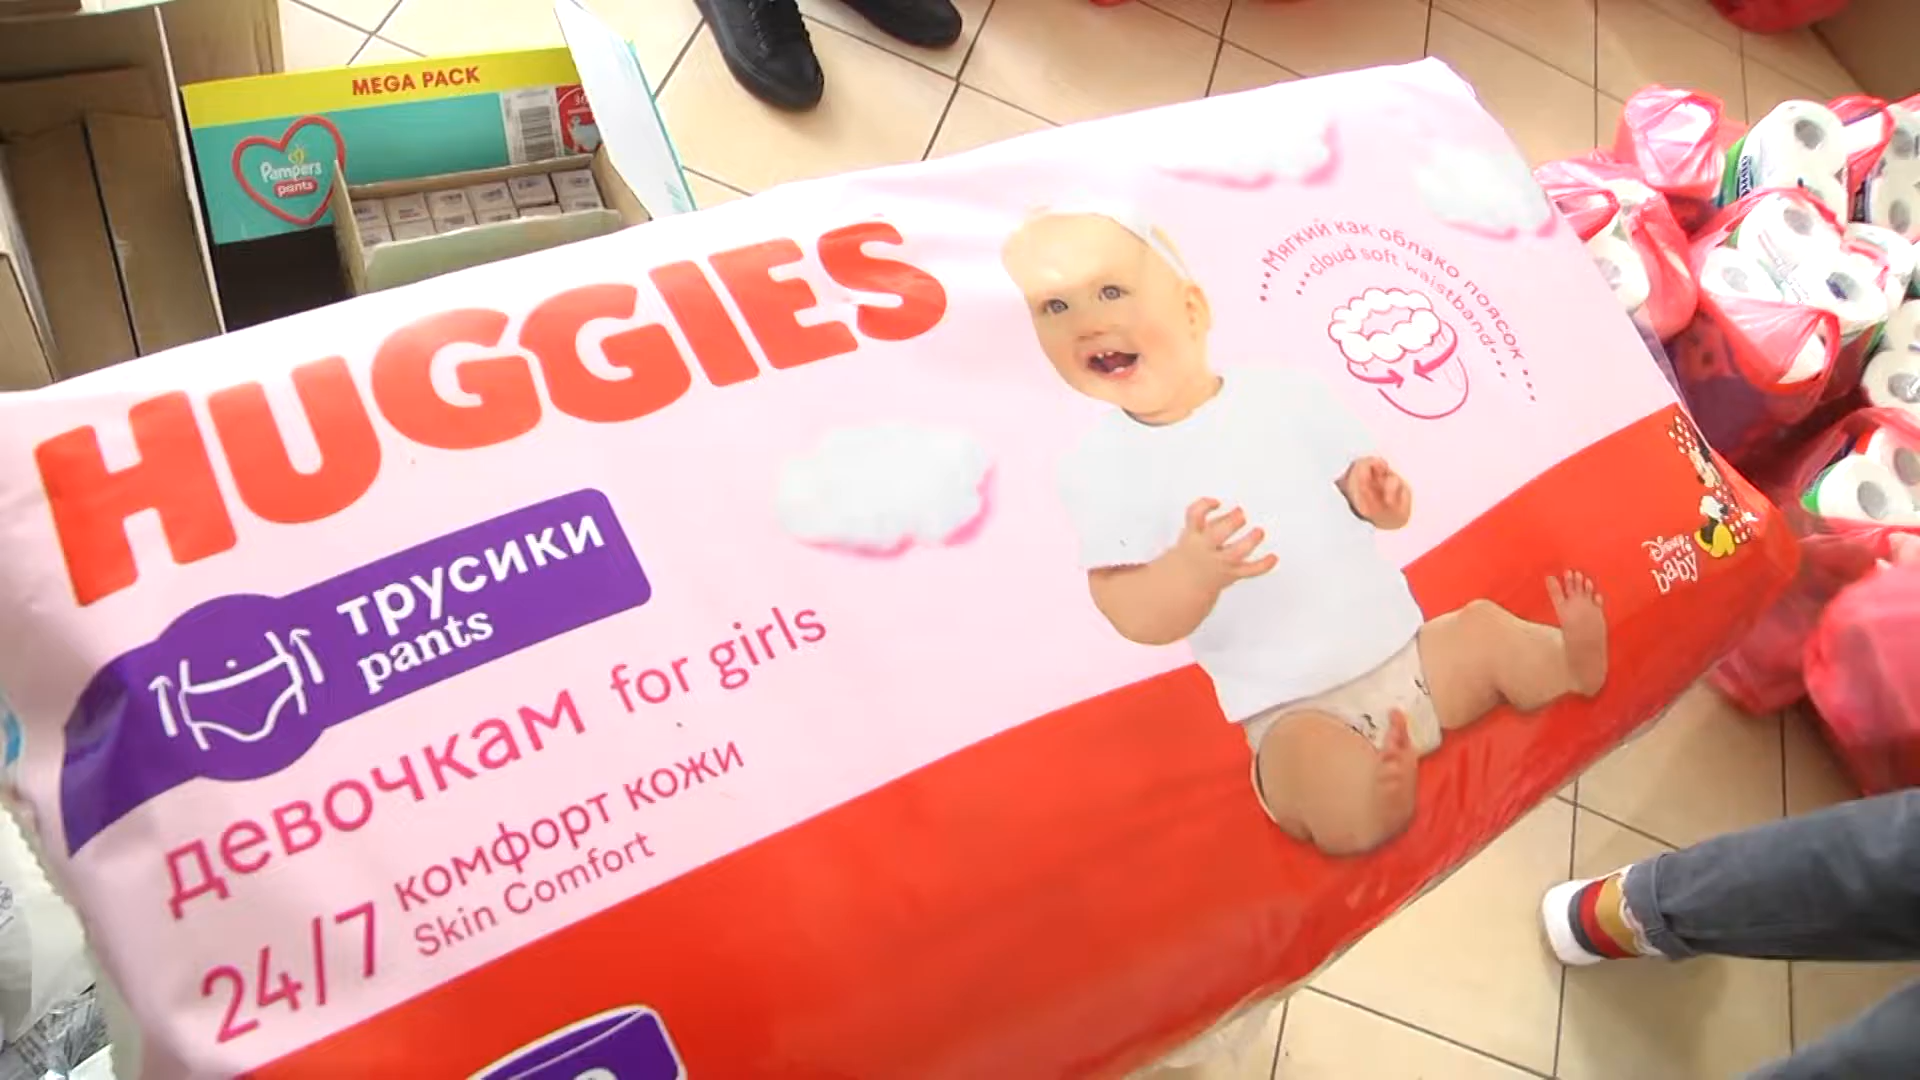 MEGA PACK
Pampers
pants
HUGGIES
трусики
pants
девочкам for girls
24/7 комфорт кожи
Skin Comfort
Мягкий как облако поясок
cloud soft waistband
Disney
baby